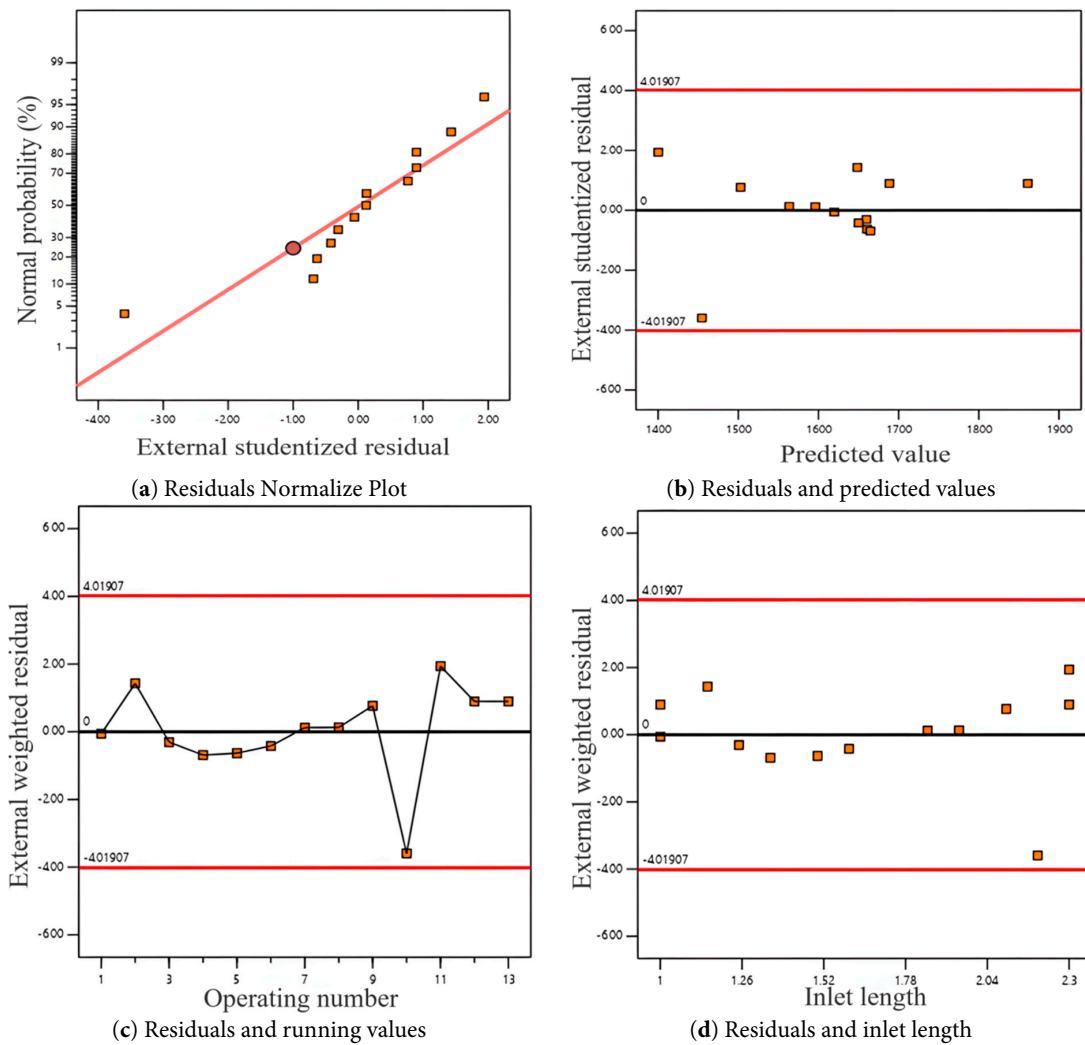 Normal probability (%)
99
95
90
80
70
50
30
20
10
5
1
-4.00 -3.00 -2.00 -1.00 0.00 1.00 2.00
External studentized residual
(a) Residuals Normalize Plot
External studentized residual
6.00
4.01907
4.00
2.00
0
0.00
-2.00
-4.01907
-4.00
-6.00
1400 1500 1600 1700 1800 1900
Predicted value
(b) Residuals and predicted values
External weighted residual
6.00
4.01907
4.00
2.00
0
0.00
-2.00
-4.01907
-4.00
-6.00
1 3 5 7 9 11 13
Operating number
(c) Residuals and running values
External weighted residual
6.00
4.01907
4.00
2.00
0
0.00
-2.00
-4.01907
-4.00
-6.00
1 1.26 1.52 1.78 2.04 2.3
Inlet length
(d) Residuals and inlet length